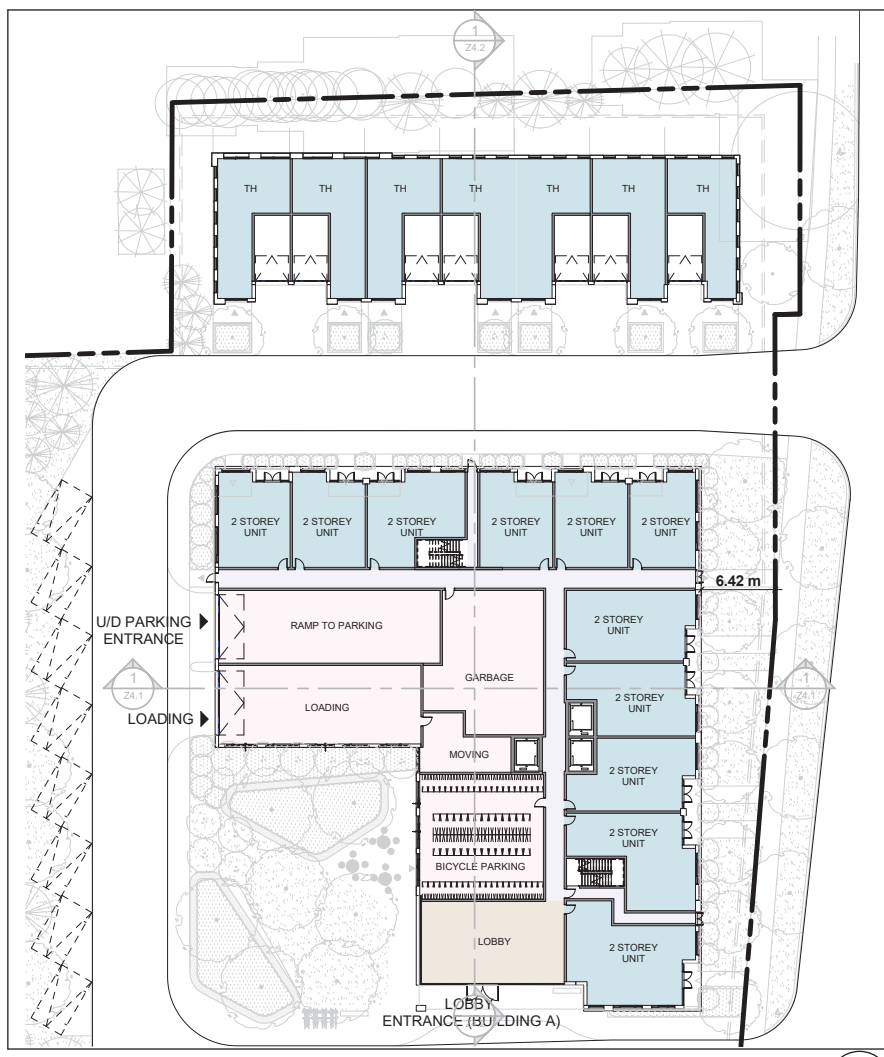 1
Z4.2
TH
TH
TH
TH
TH
TH
TH
2 STOREY
UNIT
2 STOREY
UNIT
2 STOREY
UNIT
2 STOREY
UNIT
2 STOREY
UNIT
2 STOREY
UNIT
6.42 m
U/D PARKING
ENTRANCE
RAMP TO PARKING
2 STOREY
UNIT
1
Z4.1
GARBAGE
2 STOREY
UNIT
1
Z4.1
LOADING
LOADING
MOVING
2 STOREY
UNIT
2 STOREY
UNIT
BICYCLE PARKING
LOBBY
2 STOREY
UNIT
LOBBY
ENTRANCE (BUILDING A)